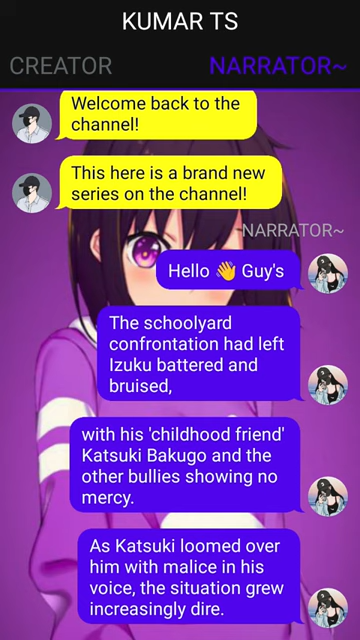 KUMAR TS
CREATOR
NARRATOR~
Welcome back to the
channel!
This here is a brand new
series on the channel!
NARRATOR~
Hello 👋 Guy's
The schoolyard
confrontation had left
Izuku battered and
bruised,
with his 'childhood friend'
Katsuki Bakugo and the
other bullies showing no
mercy.
As Katsuki loomed over
him with malice in his
voice, the situation grew
increasingly dire.